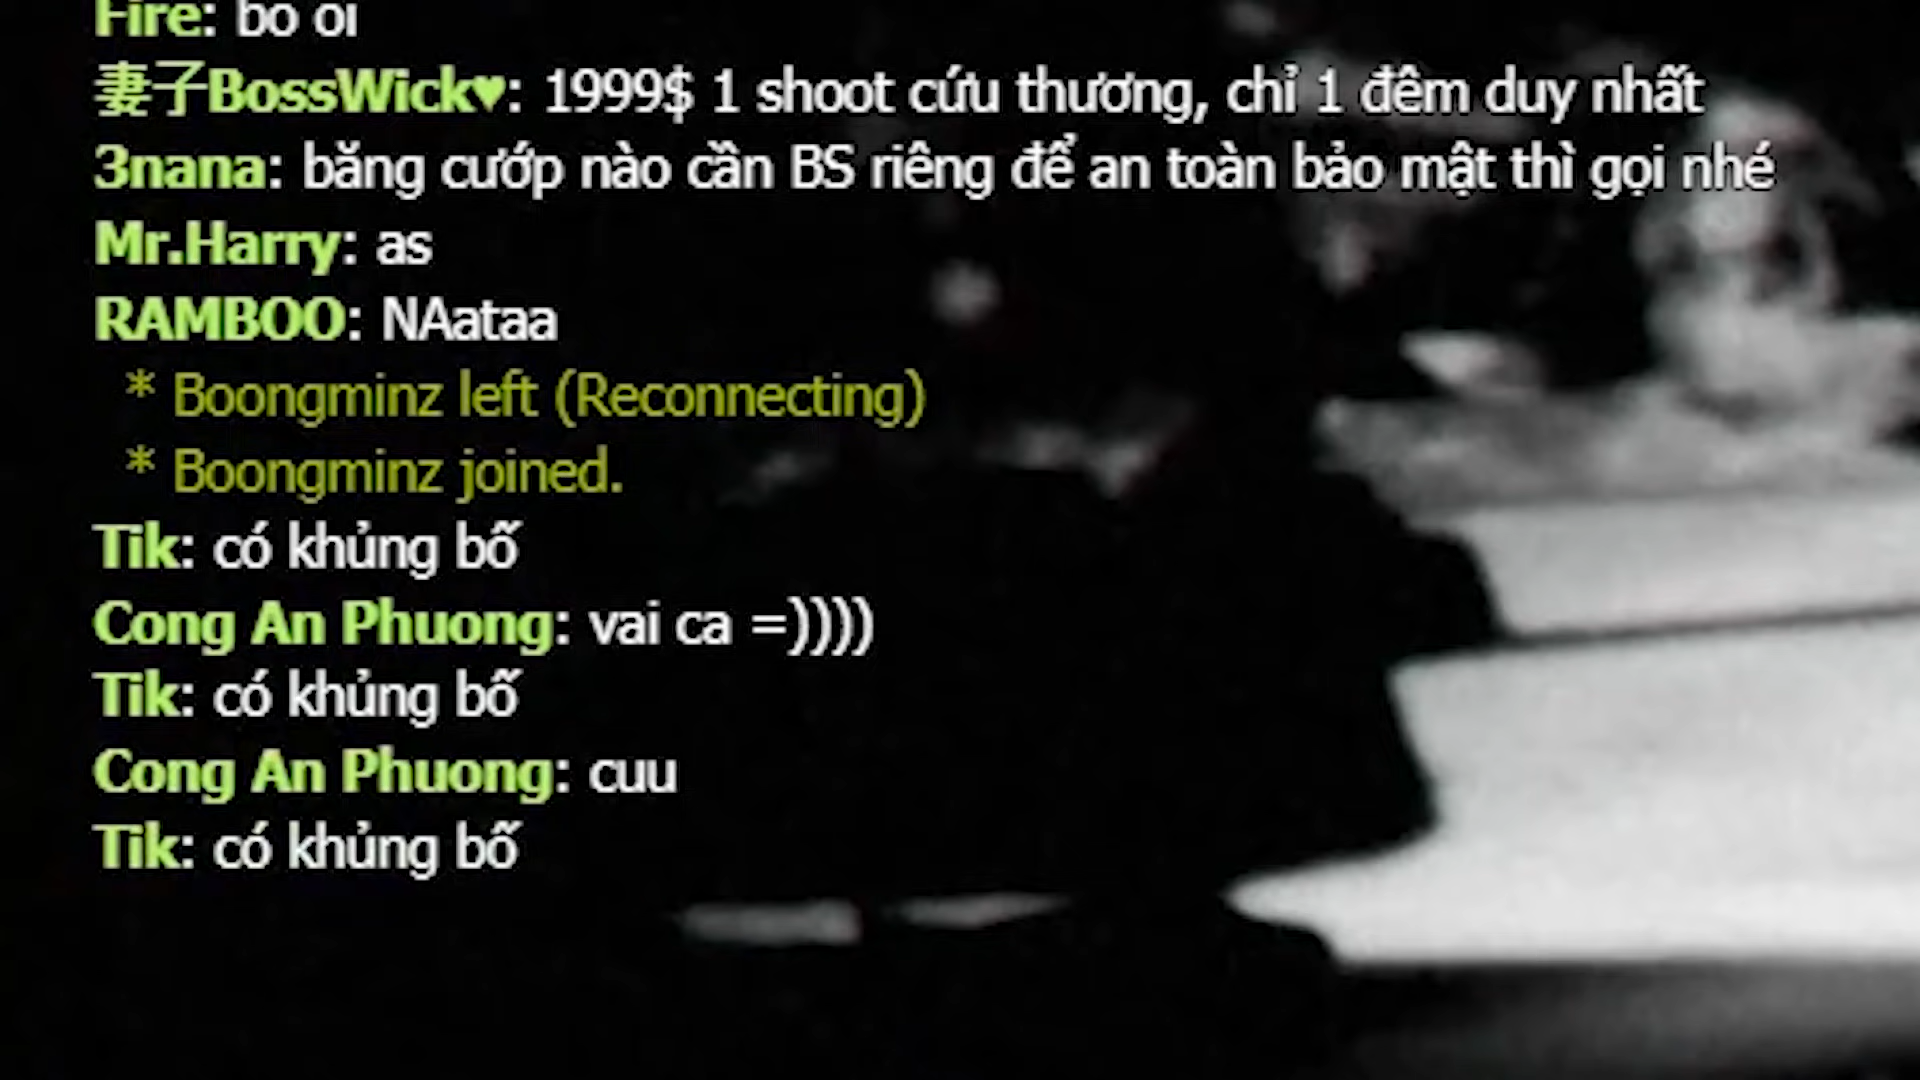 Fire: bo oi
妻子BossWick♥: 1999$ 1 shoot cứu thương, chỉ 1 đêm duy nhất
3nana: băng cướp nào cần BS riêng để an toàn bảo mật thì gọi nhé
Mr.Harry: as
RAMBOO: NAataa
* Boongminz left (Reconnecting)
* Boongminz joined.
Tik: có khủng bố
Cong An Phuong: vai ca =))))
Tik: có khủng bố
Cong An Phuong: cuu
Tik: có khủng bố